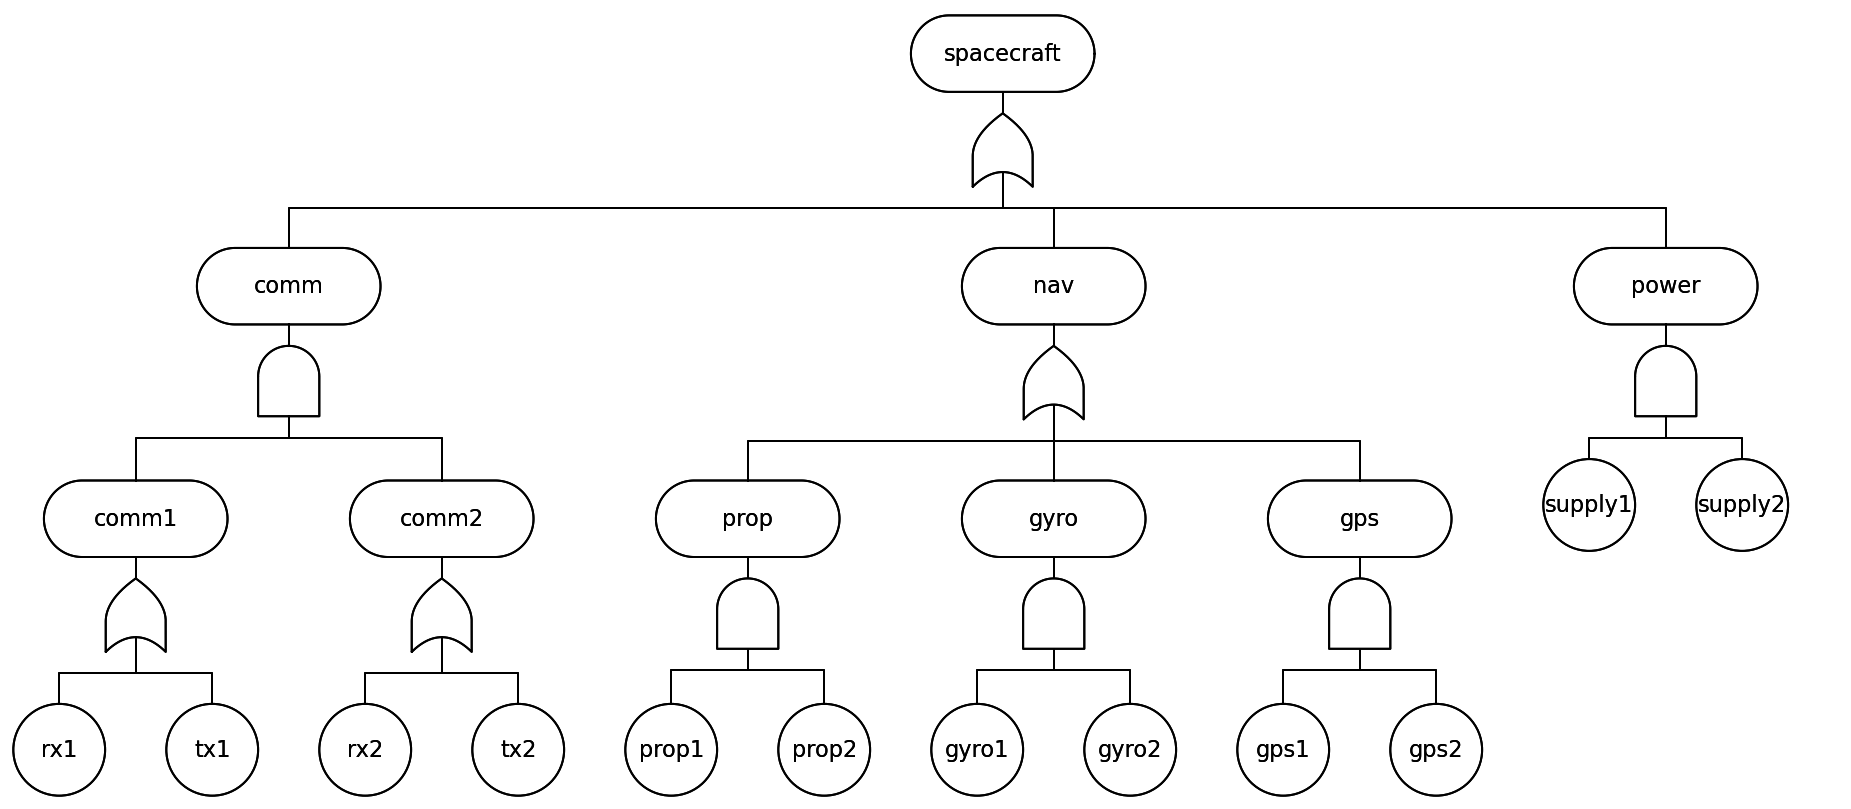 spacecraft
comm
nav
power
comm1
comm2
prop
gyro
gps
supply1
supply2
rx1
tx1
rx2
tx2
prop1
prop2
gyro1
gyro2
gps1
gps2